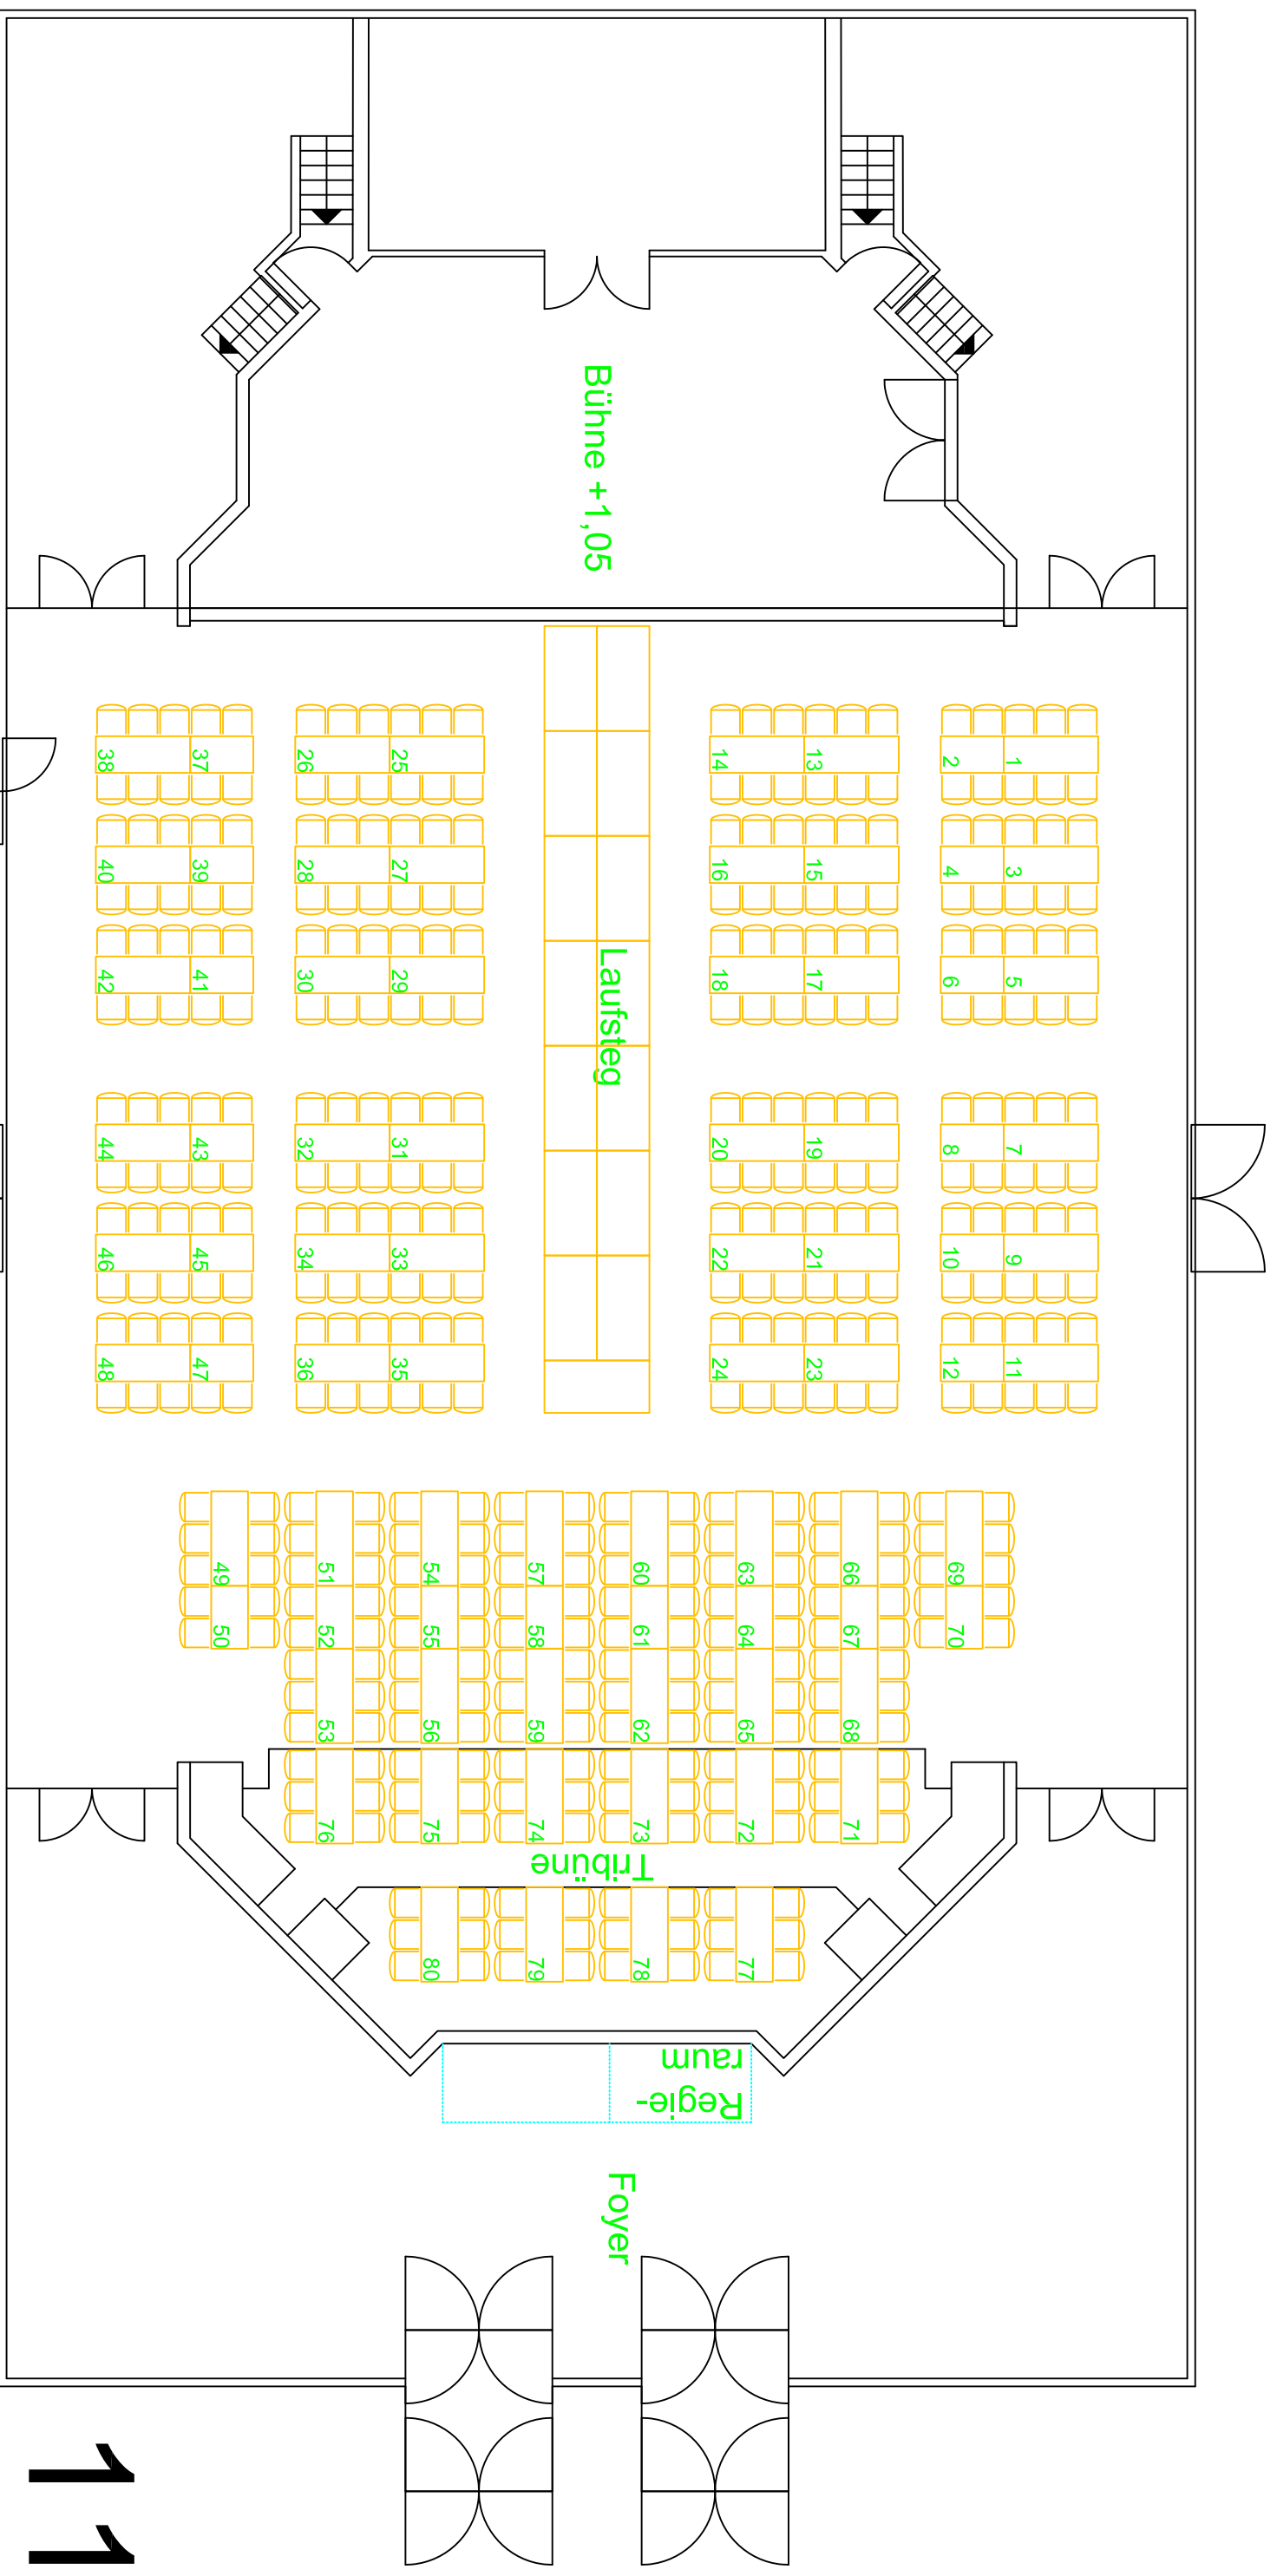 Bühne +1,05
38 37 26 25 14 13 2 1
40 39 28 27 16 15 4 3
42 41 30 29 18 17 6 5
Laufsteg
44 43 32 31 20 19 8 7
46 45 34 33 22 21 10 9
48 47 36 35 24 23 12 11
49 51 54 57 60 63 66 69
50 52 55 58 61 64 67 70
53 56 59 62 65 68
76 75 74 73 72 71
Tribüne
80 79 78 77
Regie-
raum
Foyer
11